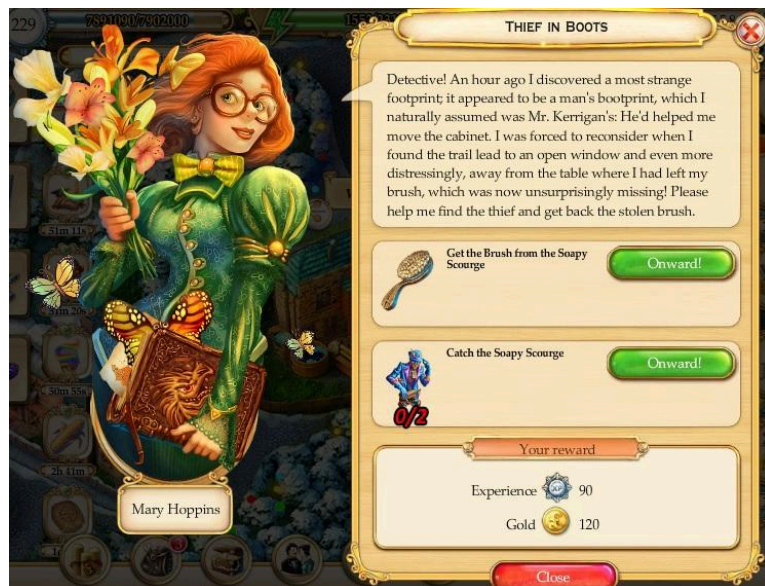 229
7891090/7902000
THIEF IN BOOTS
Detective! An hour ago I discovered a most strange
footprint; it appeared to be a man's bootprint, which I
naturally assumed was Mr. Kerrigan's: He'd helped me
move the cabinet. I was forced to reconsider when I
found the trail lead to an open window and even more
distressingly, away from the table where I had left my
brush, which was now unsurprisingly missing! Please
help me find the thief and get back the stolen brush.
51m 11s
Get the Brush from the Soapy
Scourge
Onward!
51m 20s
Catch the Soapy Scourge
Onward!
0/2
50m 55s
2h 41m
Your reward
Experience XP 90
Gold 120
Mary Hoppins
3
Close